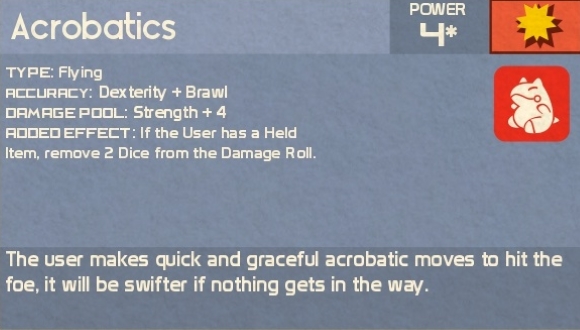 Acrobatics
POWER
4*
TYPE: Flying
ACCURACY: Dexterity + Brawl
DAMAGE POOL: Strength + 4
ADDED EFFECT: If the User has a Held
Item, remove 2 Dice from the Damage Roll.
The user makes quick and graceful acrobatic moves to hit the
foe, it will be swifter if nothing gets in the way.